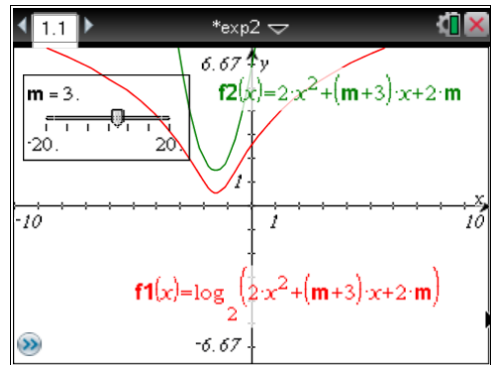 1.1
*exp2
6.67 y
f2(x)=2·x²+(m+3)·x+2·m
m=3.
-20. 20.
1
x
-10 1 10
f1(x)=log₂(2·x²+(m+3)·x+2·m)
-6.67